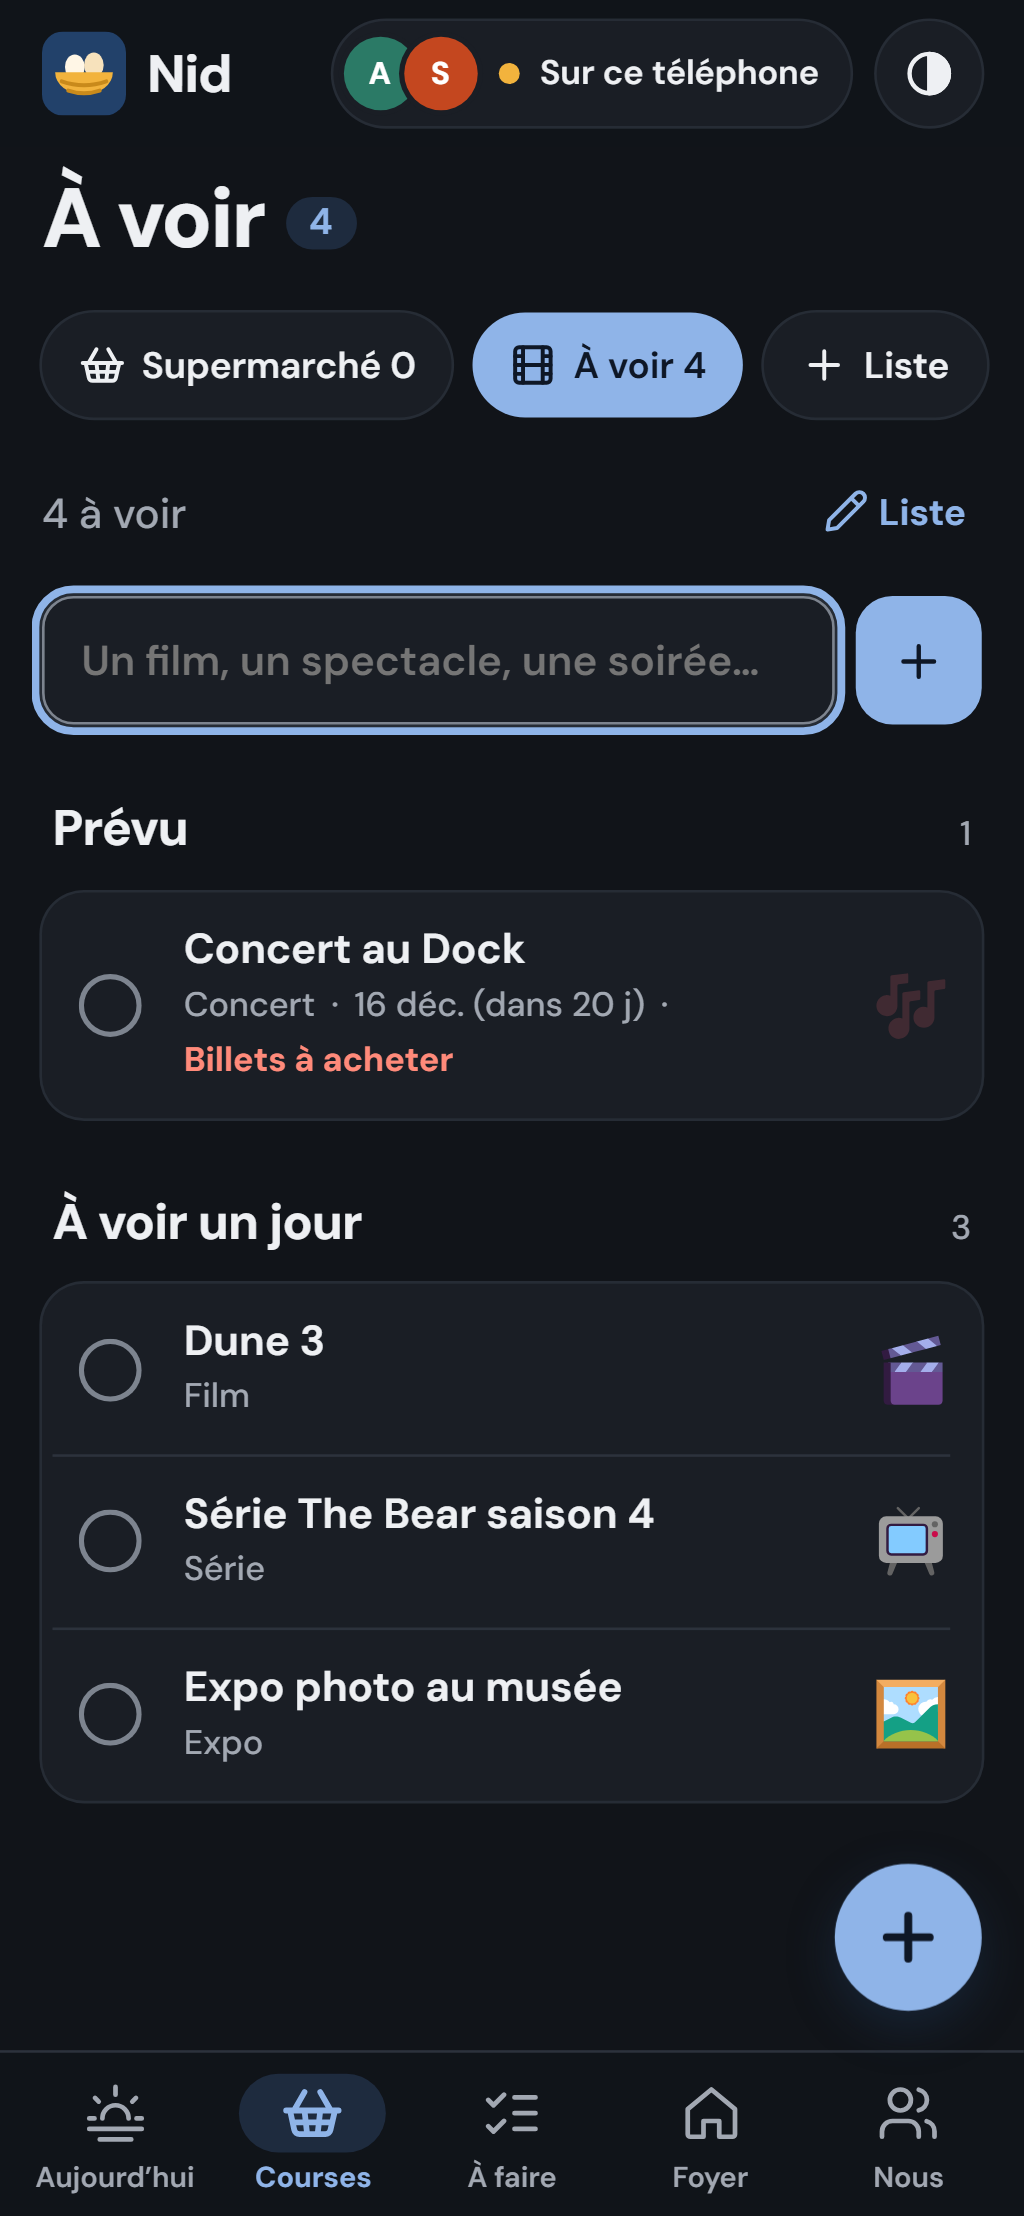 Nid
A S Sur ce téléphone
À voir 4
Supermarché 0
À voir 4
Liste
4 à voir
Liste
Un film, un spectacle, une soirée...
Prévu
1
Concert au Dock
Concert · 16 déc. (dans 20 j) ·
Billets à acheter
À voir un jour
3
Dune 3
Film
Série The Bear saison 4
Série
Expo photo au musée
Expo
Aujourd’hui
Courses
À faire
Foyer
Nous